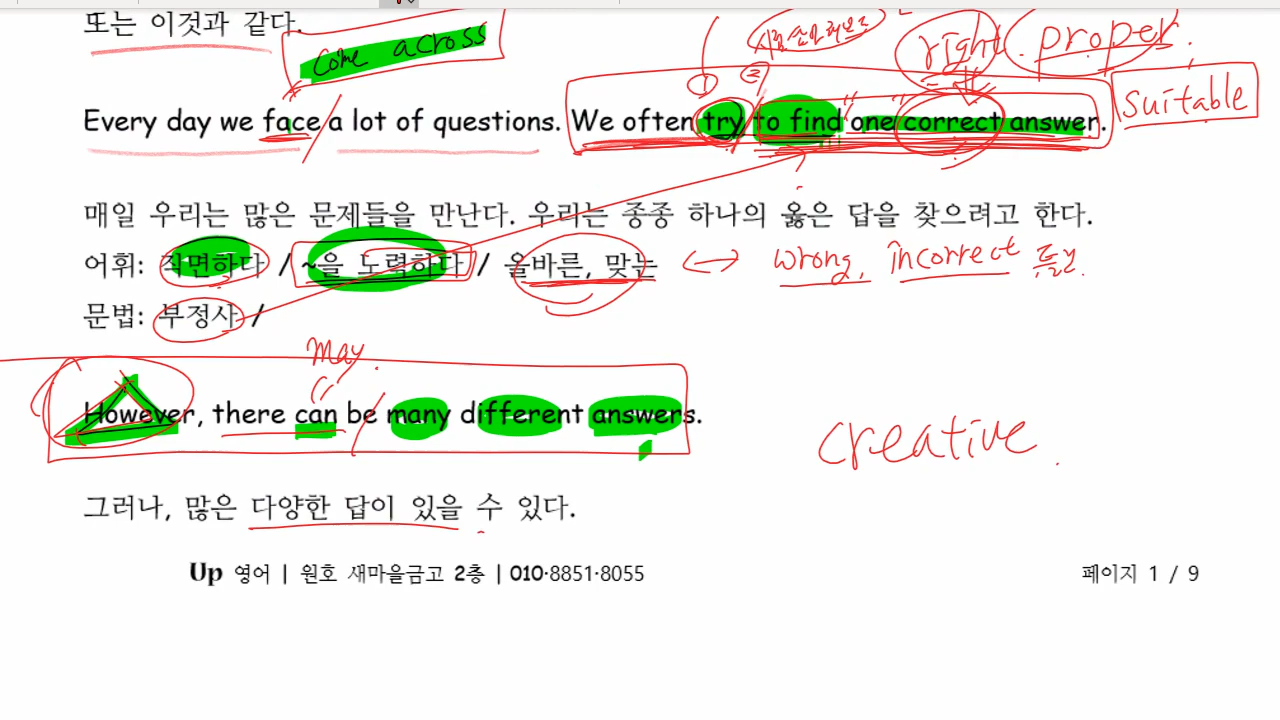 또는 이것과 같다.
come across
right. proper.
① ②
Every day we face / a lot of questions. We often try / to find "one correct answer. suitable
매일 우리는 많은 문제들을 만난다. 우리는 종종 하나의 옳은 답을 찾으려고 한다.
어휘: 직면하다 / ~을 노력하다 / 올바른, 맞는 ↔ wrong, incorrect 틀린
문법: 부정사 /
may
However, there can be / many different answers.
creative.
그러나, 많은 다양한 답이 있을 수 있다.
Up 영어 | 원호 새마을금고 2층 | 010·8851·8055 페이지 1 / 9